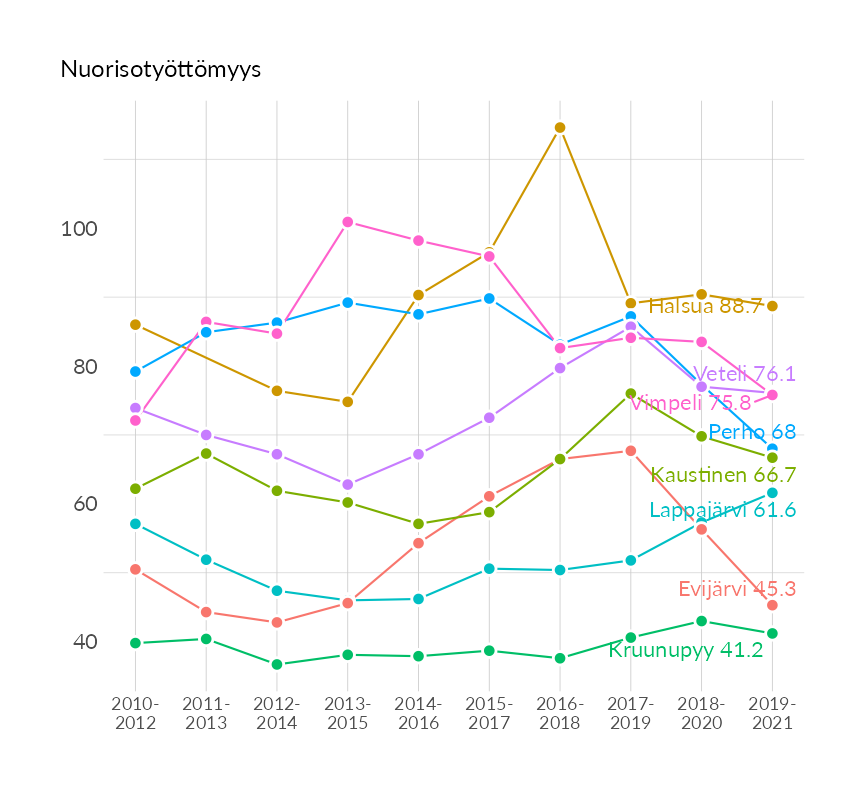 Nuorisotyöttömyys
100
80
60
40
Halsua 88.7
Veteli 76.1
Vimpeli 75.8
Perho 68
Kaustinen 66.7
Lappajärvi 61.6
Evijärvi 45.3
Kruunupyy 41.2
2010-
2012
2011-
2013
2012-
2014
2013-
2015
2014-
2016
2015-
2017
2016-
2018
2017-
2019
2018-
2020
2019-
2021